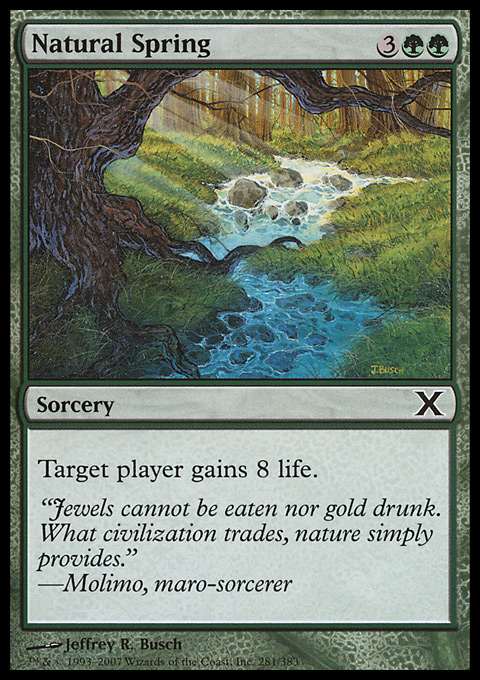 Natural Spring 3
J. BUSCH
Sorcery X
Target player gains 8 life.
“Jewels cannot be eaten nor gold drunk.
What civilization trades, nature simply
provides.”
—Molimo, maro-sorcerer
Jeffrey R. Busch
™ & © 1993–2007 Wizards of the Coast, Inc. 281/383